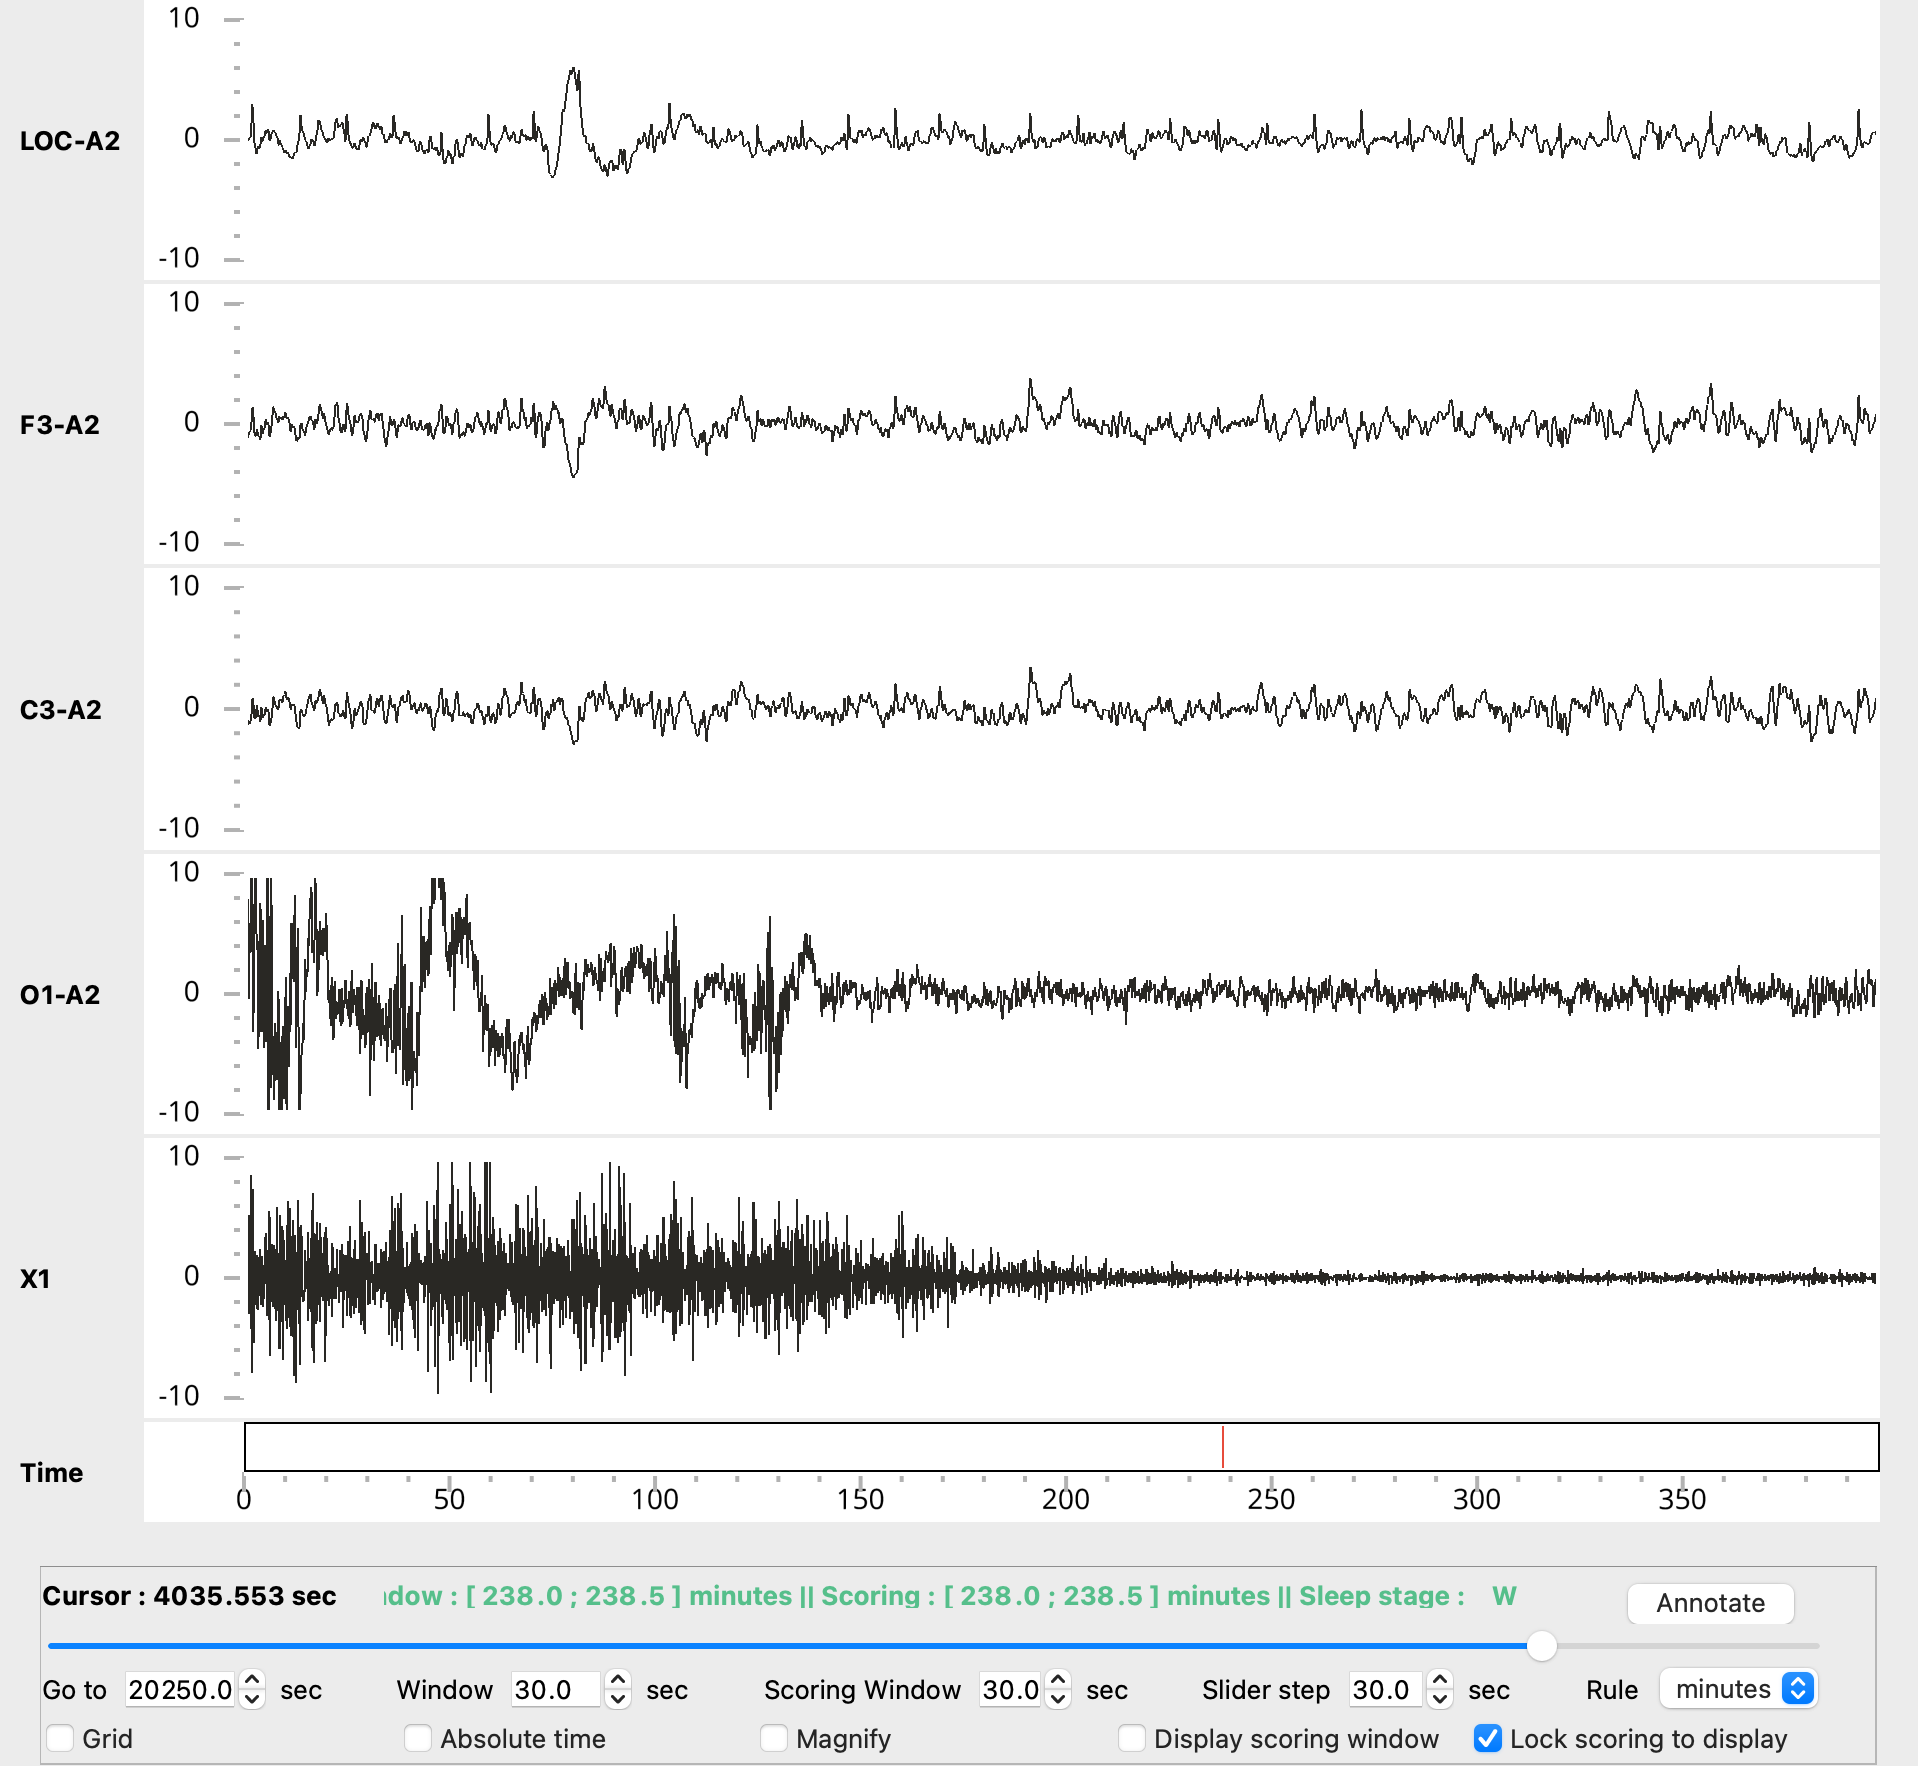 10
LOC-A2
0
-10
10
F3-A2
0
-10
10
C3-A2
0
-10
10
O1-A2
0
-10
10
X1
0
-10
Time
0 50 100 150 200 250 300 350
Cursor : 4035.553 sec dow : [ 238.0 ; 238.5 ] minutes || Scoring : [ 238.0 ; 238.5 ] minutes || Sleep stage : W Annotate
Go to 20250.0 sec Window 30.0 sec Scoring Window 30.0 sec Slider step 30.0 sec Rule minutes
Grid Absolute time Magnify Display scoring window Lock scoring to display